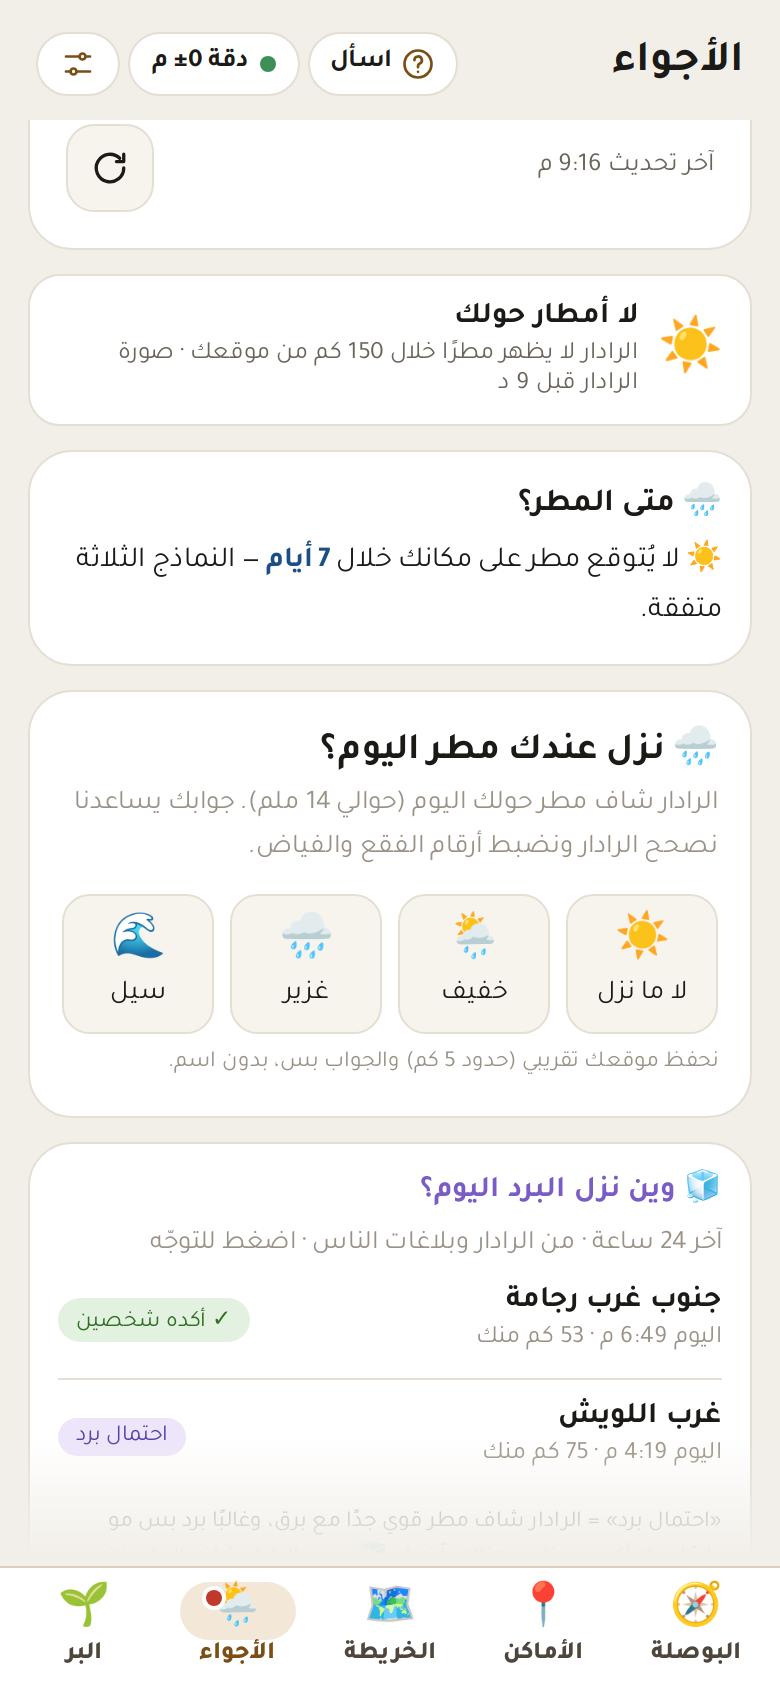 الأجواء
اسأل
دقة ±0 م
آخر تحديث 9:16 م
لا أمطار حولك
الرادار لا يظهر مطرًا خلال 150 كم من موقعك · صورة
الرادار قبل 9 د
متى المطر؟
لا يُتوقع مطر على مكانك خلال 7 أيام – النماذج الثلاثة
متفقة.
نزل عندك مطر اليوم؟
الرادار شاف مطر حولك اليوم (حوالي 14 ملم). جوابك يساعدنا
نصحح الرادار ونضبط أرقام الفقع والفياض.
لا ما نزل
خفيف
غزير
سيل
نحفظ موقعك تقريبي (حدود 5 كم) والجواب بس، بدون اسم.
وين نزل البرد اليوم؟
آخر 24 ساعة · من الرادار وبلاغات الناس · اضغط للتوجّه
جنوب غرب رجامة
✓ أكده شخصين
اليوم 6:49 م · 53 كم منك
غرب اللويش
احتمال برد
اليوم 4:19 م · 75 كم منك
«احتمال برد» = الرادار شاف مطر قوي جدًا مع برق، وغالبًا برد بس مو
البوصلة
الأماكن
الخريطة
الأجواء
البر